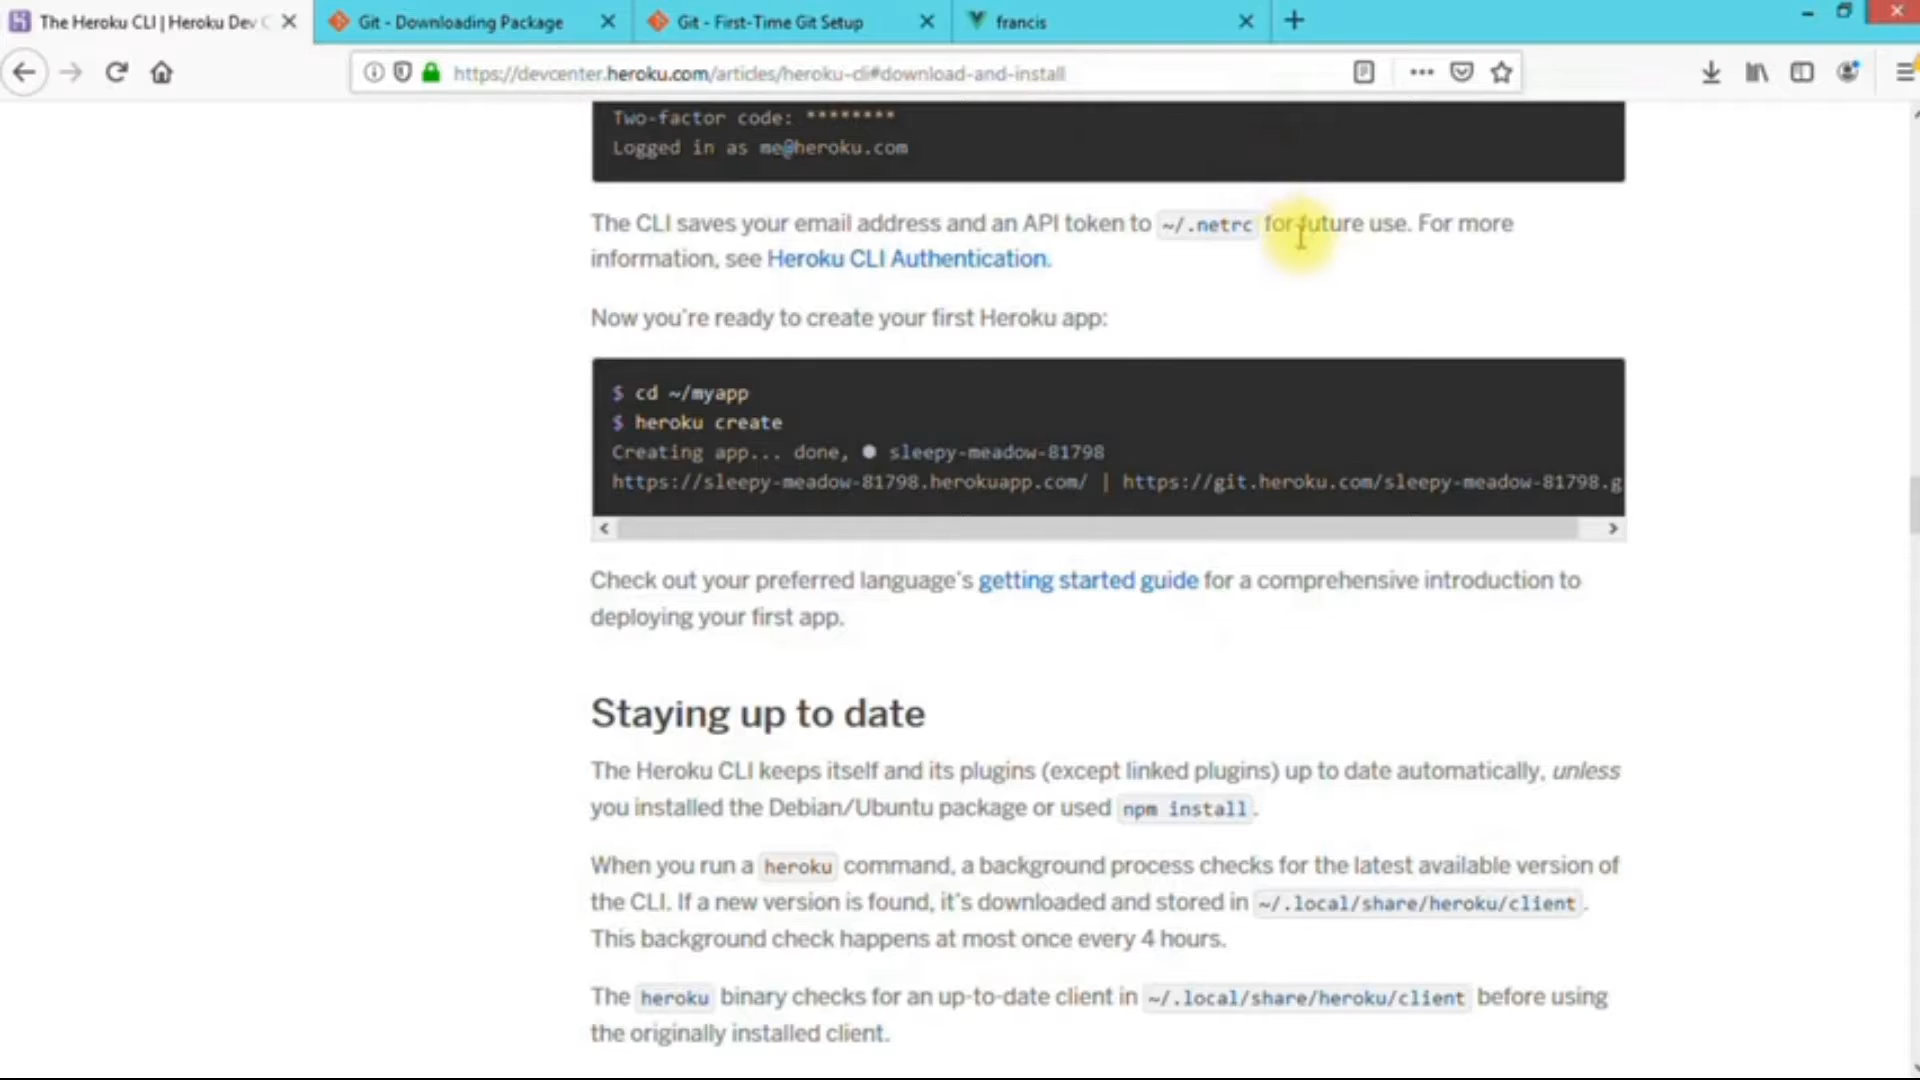 The Heroku CLI | Heroku Dev C
Git - Downloading Package
Git - First-Time Git Setup
francis
https://devcenter.heroku.com/articles/heroku-cli#download-and-install
Two-factor code: ********
Logged in as me@heroku.com
The CLI saves your email address and an API token to ~/.netrc for future use. For more
information, see Heroku CLI Authentication.
Now you're ready to create your first Heroku app:
$ cd ~/myapp
$ heroku create
Creating app... done, ● sleepy-meadow-81798
https://sleepy-meadow-81798.herokuapp.com/ | https://git.heroku.com/sleepy-meadow-81798.g
Check out your preferred language's getting started guide for a comprehensive introduction to
deploying your first app.
Staying up to date
The Heroku CLI keeps itself and its plugins (except linked plugins) up to date automatically, unless
you installed the Debian/Ubuntu package or used npm install.
When you run a heroku command, a background process checks for the latest available version of
the CLI. If a new version is found, it's downloaded and stored in ~/.local/share/heroku/client.
This background check happens at most once every 4 hours.
The heroku binary checks for an up-to-date client in ~/.local/share/heroku/client before using
the originally installed client.